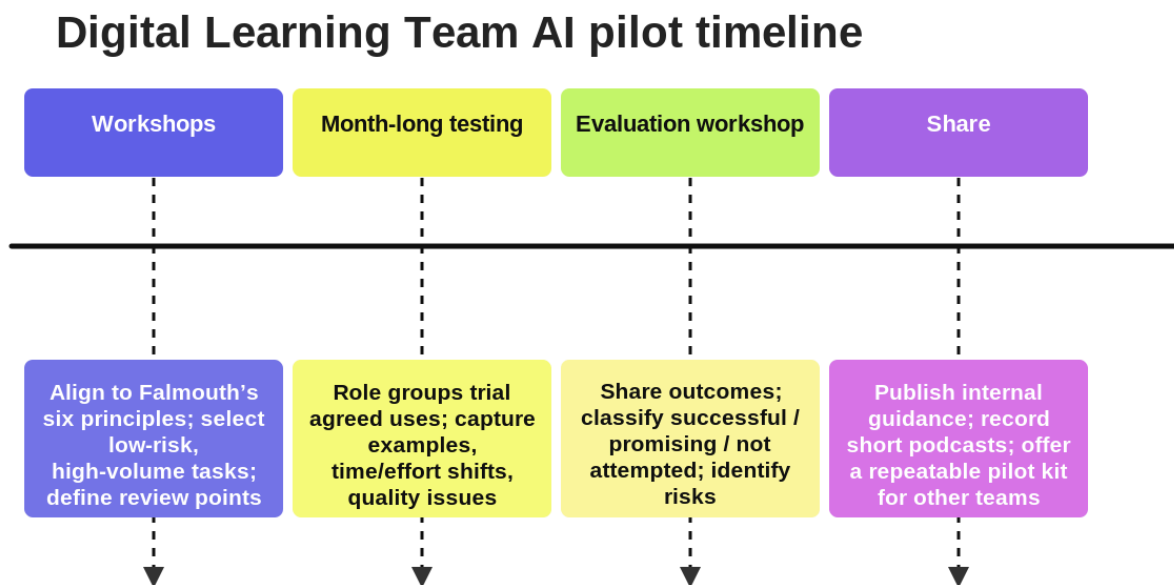 Digital Learning Team AI pilot timeline
Workshops
Month-long testing
Evaluation workshop
Share
Align to Falmouth’s
six principles; select
low-risk,
high-volume tasks;
define review points
Role groups trial
agreed uses; capture
examples,
time/effort shifts,
quality issues
Share outcomes;
classify successful /
promising / not
attempted; identify
risks
Publish internal
guidance; record
short podcasts; offer
a repeatable pilot kit
for other teams